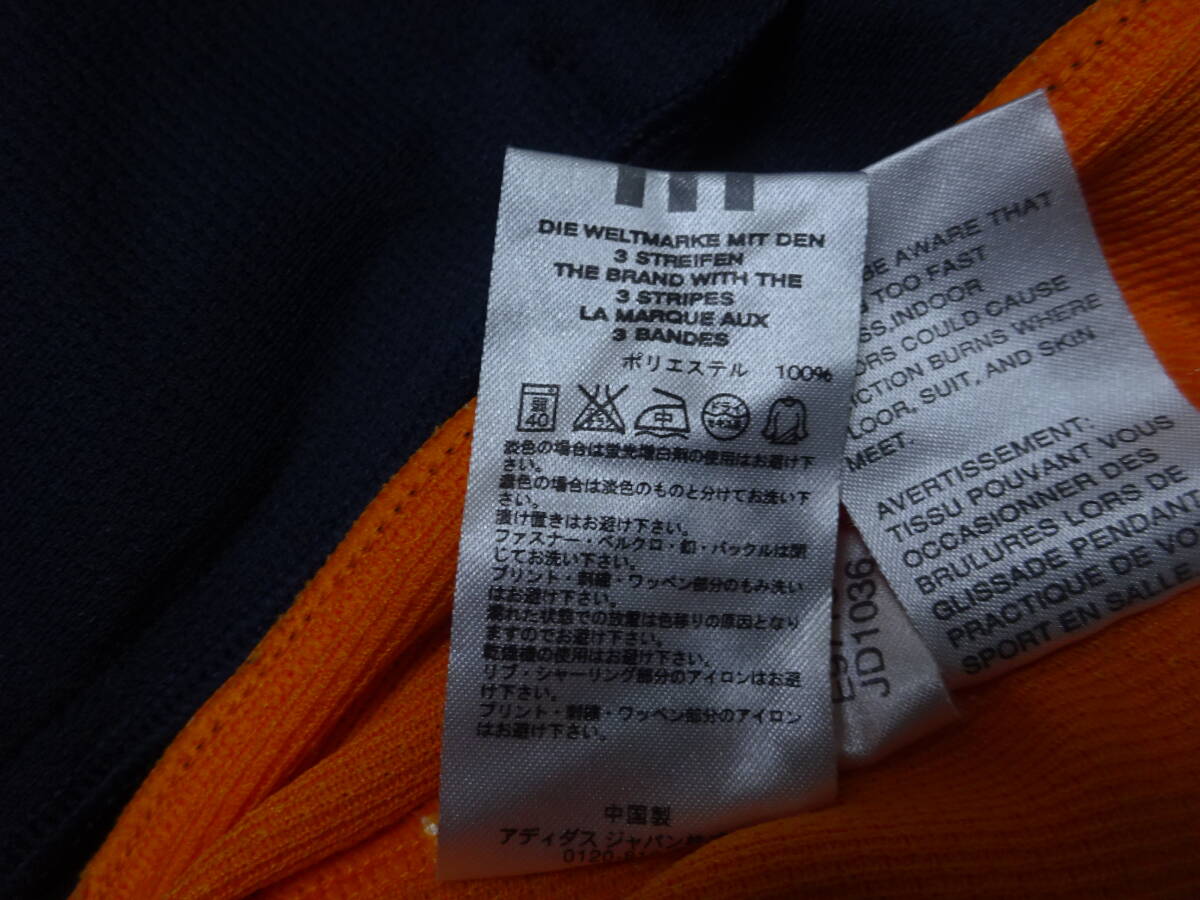 DIE WELTMARKE MIT DEN
3 STREIFEN
THE BRAND WITH THE
3 STRIPES
LA MARQUE AUX
3 BANDES
ポリエステル 100%
弱
40
中
ドライ
淡色の場合は蛍光増白剤の使用はお避け下
さい。
濃色の場合は淡色のものと分けてお洗い下
さい。
漬け置きはお避け下さい。
ファスナー・ベルクロ・釦・バックルは閉
じてお洗い下さい。
プリント・刺繍・ワッペン部分のもみ洗い
はお避け下さい。
濡れた状態での放置は色移りの原因となり
ますのでお避け下さい。
乾燥機の使用はお避け下さい。
リブ・シャーリング部分のアイロンはお避
け下さい。
プリント・刺繍・ワッペン部分のアイロン
はお避け下さい。
中国製
アディダス ジャパン
0120-81
BE AWARE THAT
TOO FAST
INDOOR
COULD CAUSE
BURNS WHERE
SUIT, AND SKIN
MEET.
AVERTISSEMENT:
TISSU POUVANT VOUS
OCCASIONNER DES
BRULURES LORS DE
GLISSADE PENDANT
PRACTIQUE DE
SPORT EN SALLE
JD1036